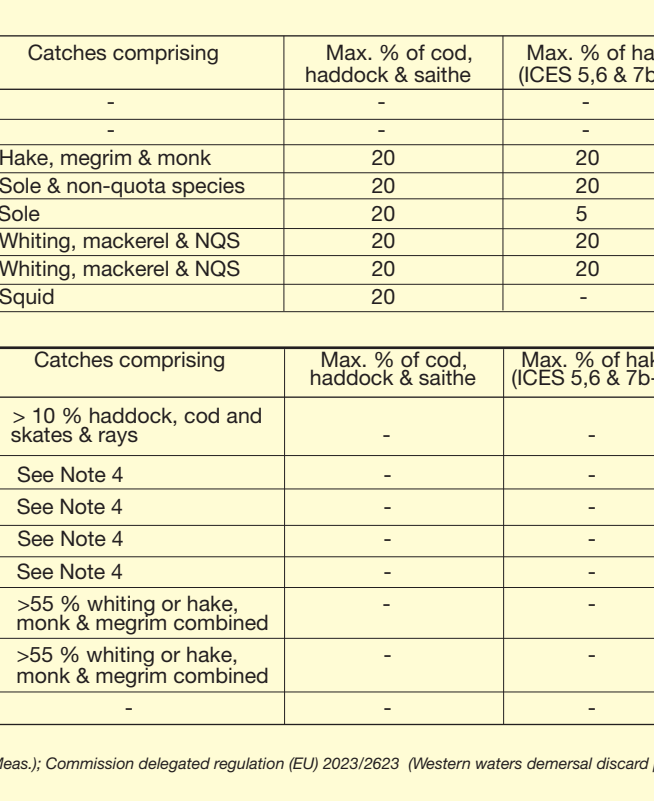 Catches comprising Max. % of cod, Max. % of ha
haddock & saithe (ICES 5,6 & 7b
- - -
- - -
Hake, megrim & monk 20 20
Sole & non-quota species 20 20
Sole 20 5
Whiting, mackerel & NQS 20 20
Whiting, mackerel & NQS 20 20
Squid 20 -
Catches comprising Max. % of cod, Max. % of hak
haddock & saithe (ICES 5,6 & 7b-
> 10 % haddock, cod and
skates & rays - -
See Note 4 - -
See Note 4 - -
See Note 4 - -
See Note 4 - -
>55 % whiting or hake, - -
monk & megrim combined
>55 % whiting or hake, - -
monk & megrim combined
- - -
Meas.); Commission delegated regulation (EU) 2023/2623 (Western waters demersal discard